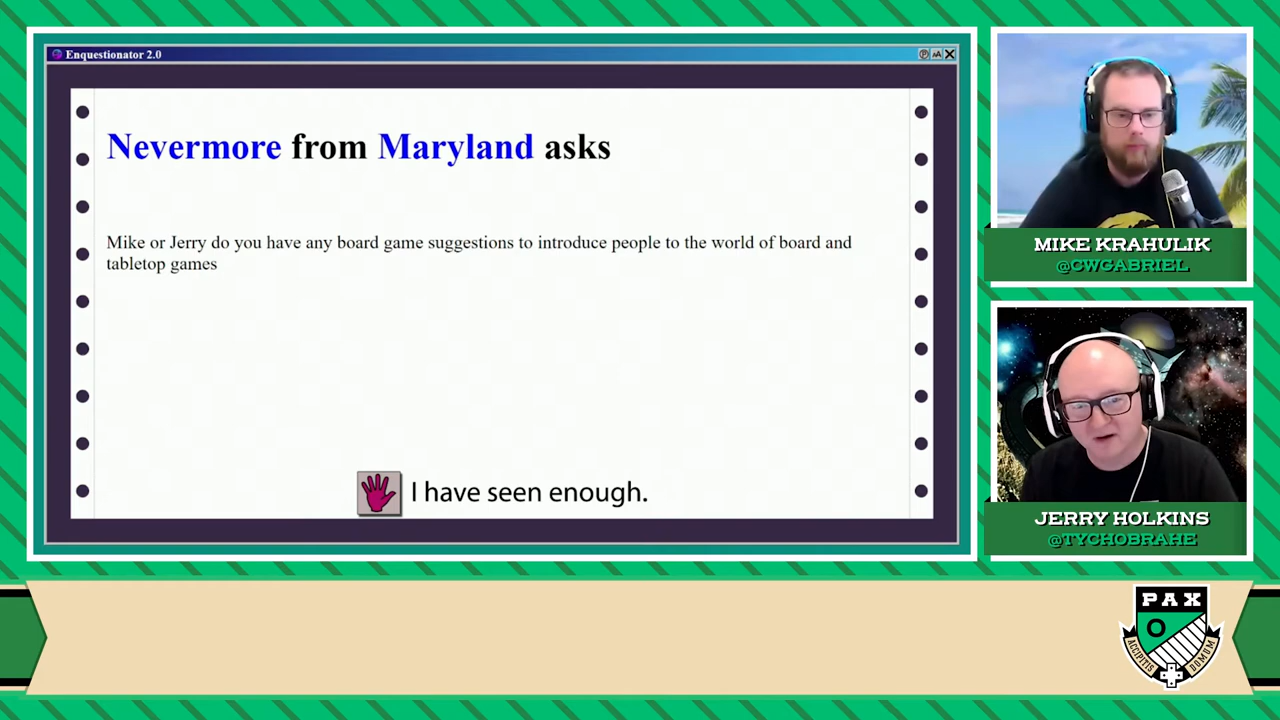 Enquestionator 2.0
Nevermore from Maryland asks
Mike or Jerry do you have any board game suggestions to introduce people to the world of board and
tabletop games
I have seen enough.
MIKE KRAHULIK
@CWGABRIEL
JERRY HOLKINS
@TYCHOBRAHE
PAX
ACCIPITIS DOMUM